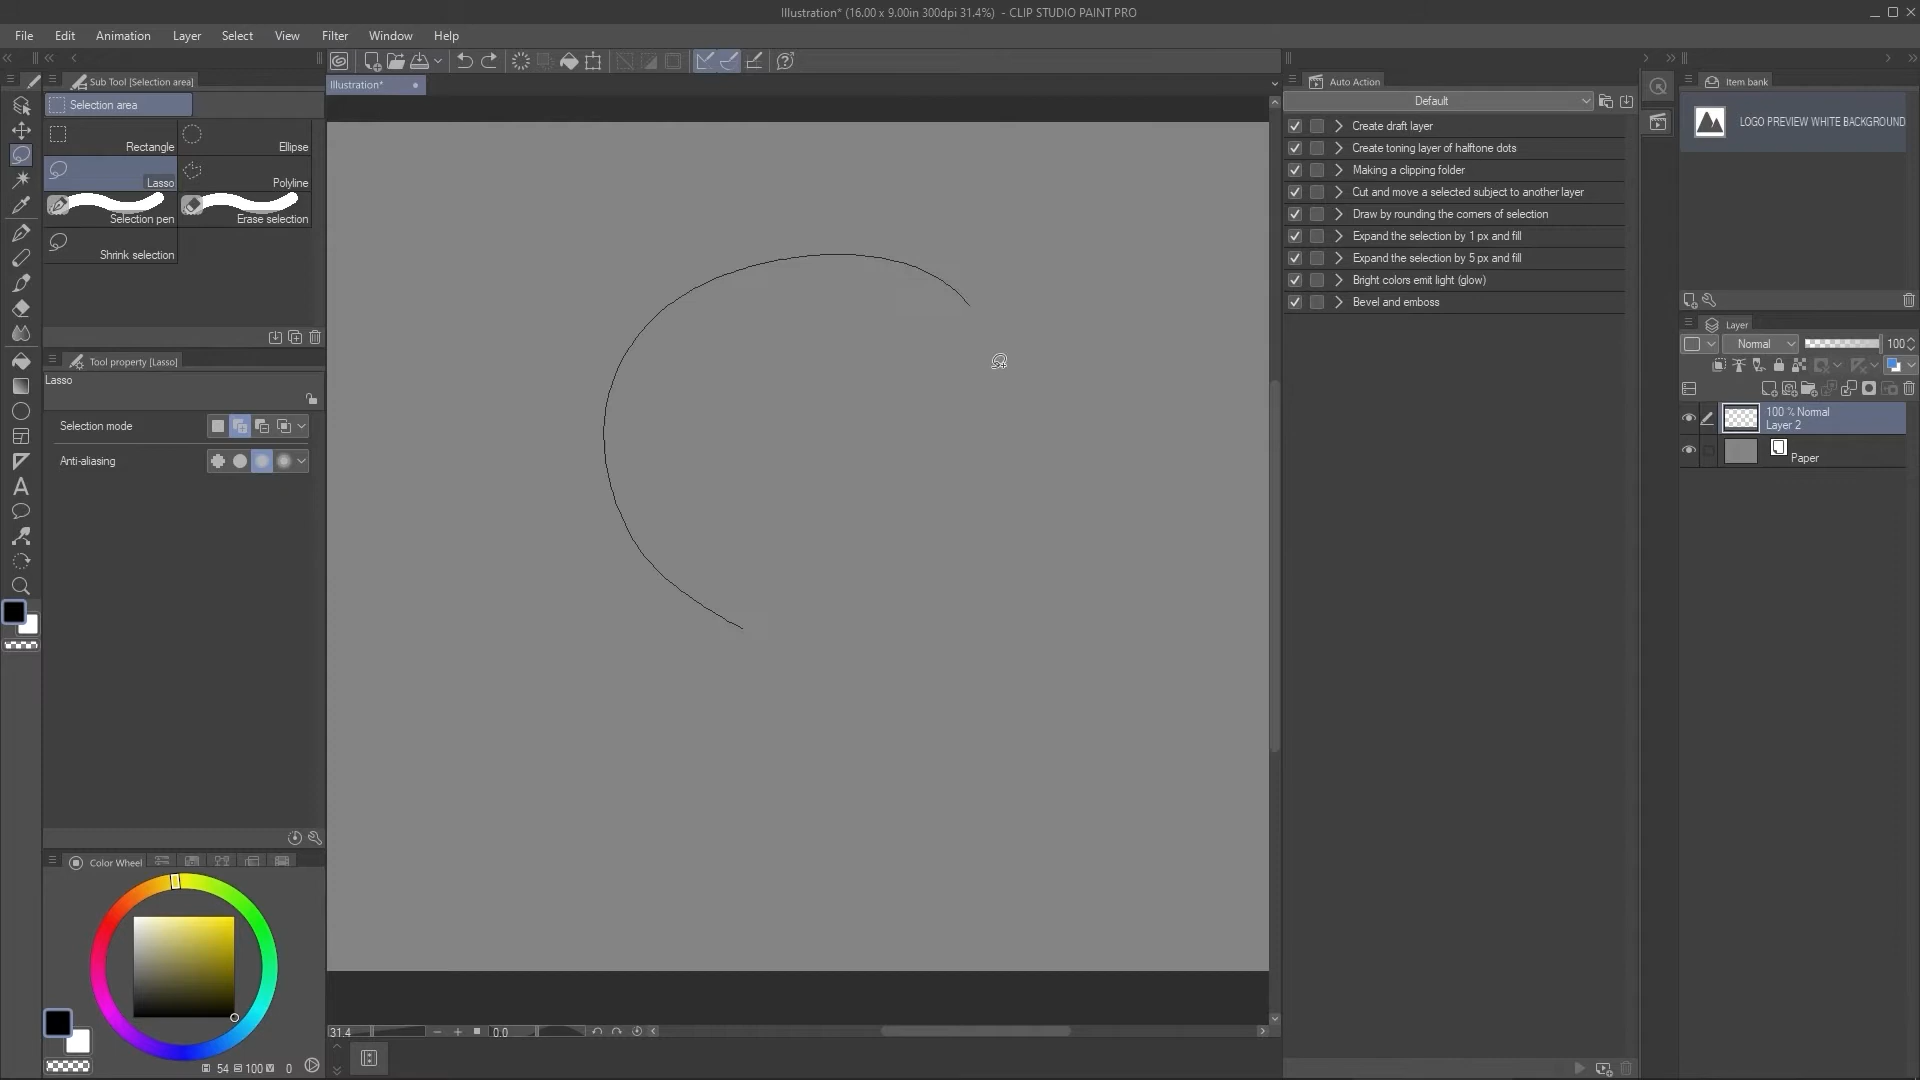 Illustration* (16.00 x 9.00in 300dpi 31.4%) - CLIP STUDIO PAINT PRO
File Edit Animation Layer Select View Filter Window Help
Sub Tool [Selection area]
Selection area
Rectangle Ellipse
Lasso Polyline
Selection pen Erase selection
Shrink selection
Tool property [Lasso]
Lasso
Selection mode
Anti-aliasing
Color Wheel
H 54 S 100 V 0
Illustration*
31.4 0.0
Auto Action
Default
Create draft layer
Create toning layer of halftone dots
Making a clipping folder
Cut and move a selected subject to another layer
Draw by rounding the corners of selection
Expand the selection by 1 px and fill
Expand the selection by 5 px and fill
Bright colors emit light (glow)
Bevel and emboss
Item bank
LOGO PREVIEW WHITE BACKGROUND
Layer
Normal 100
100 % Normal
Layer 2
Paper